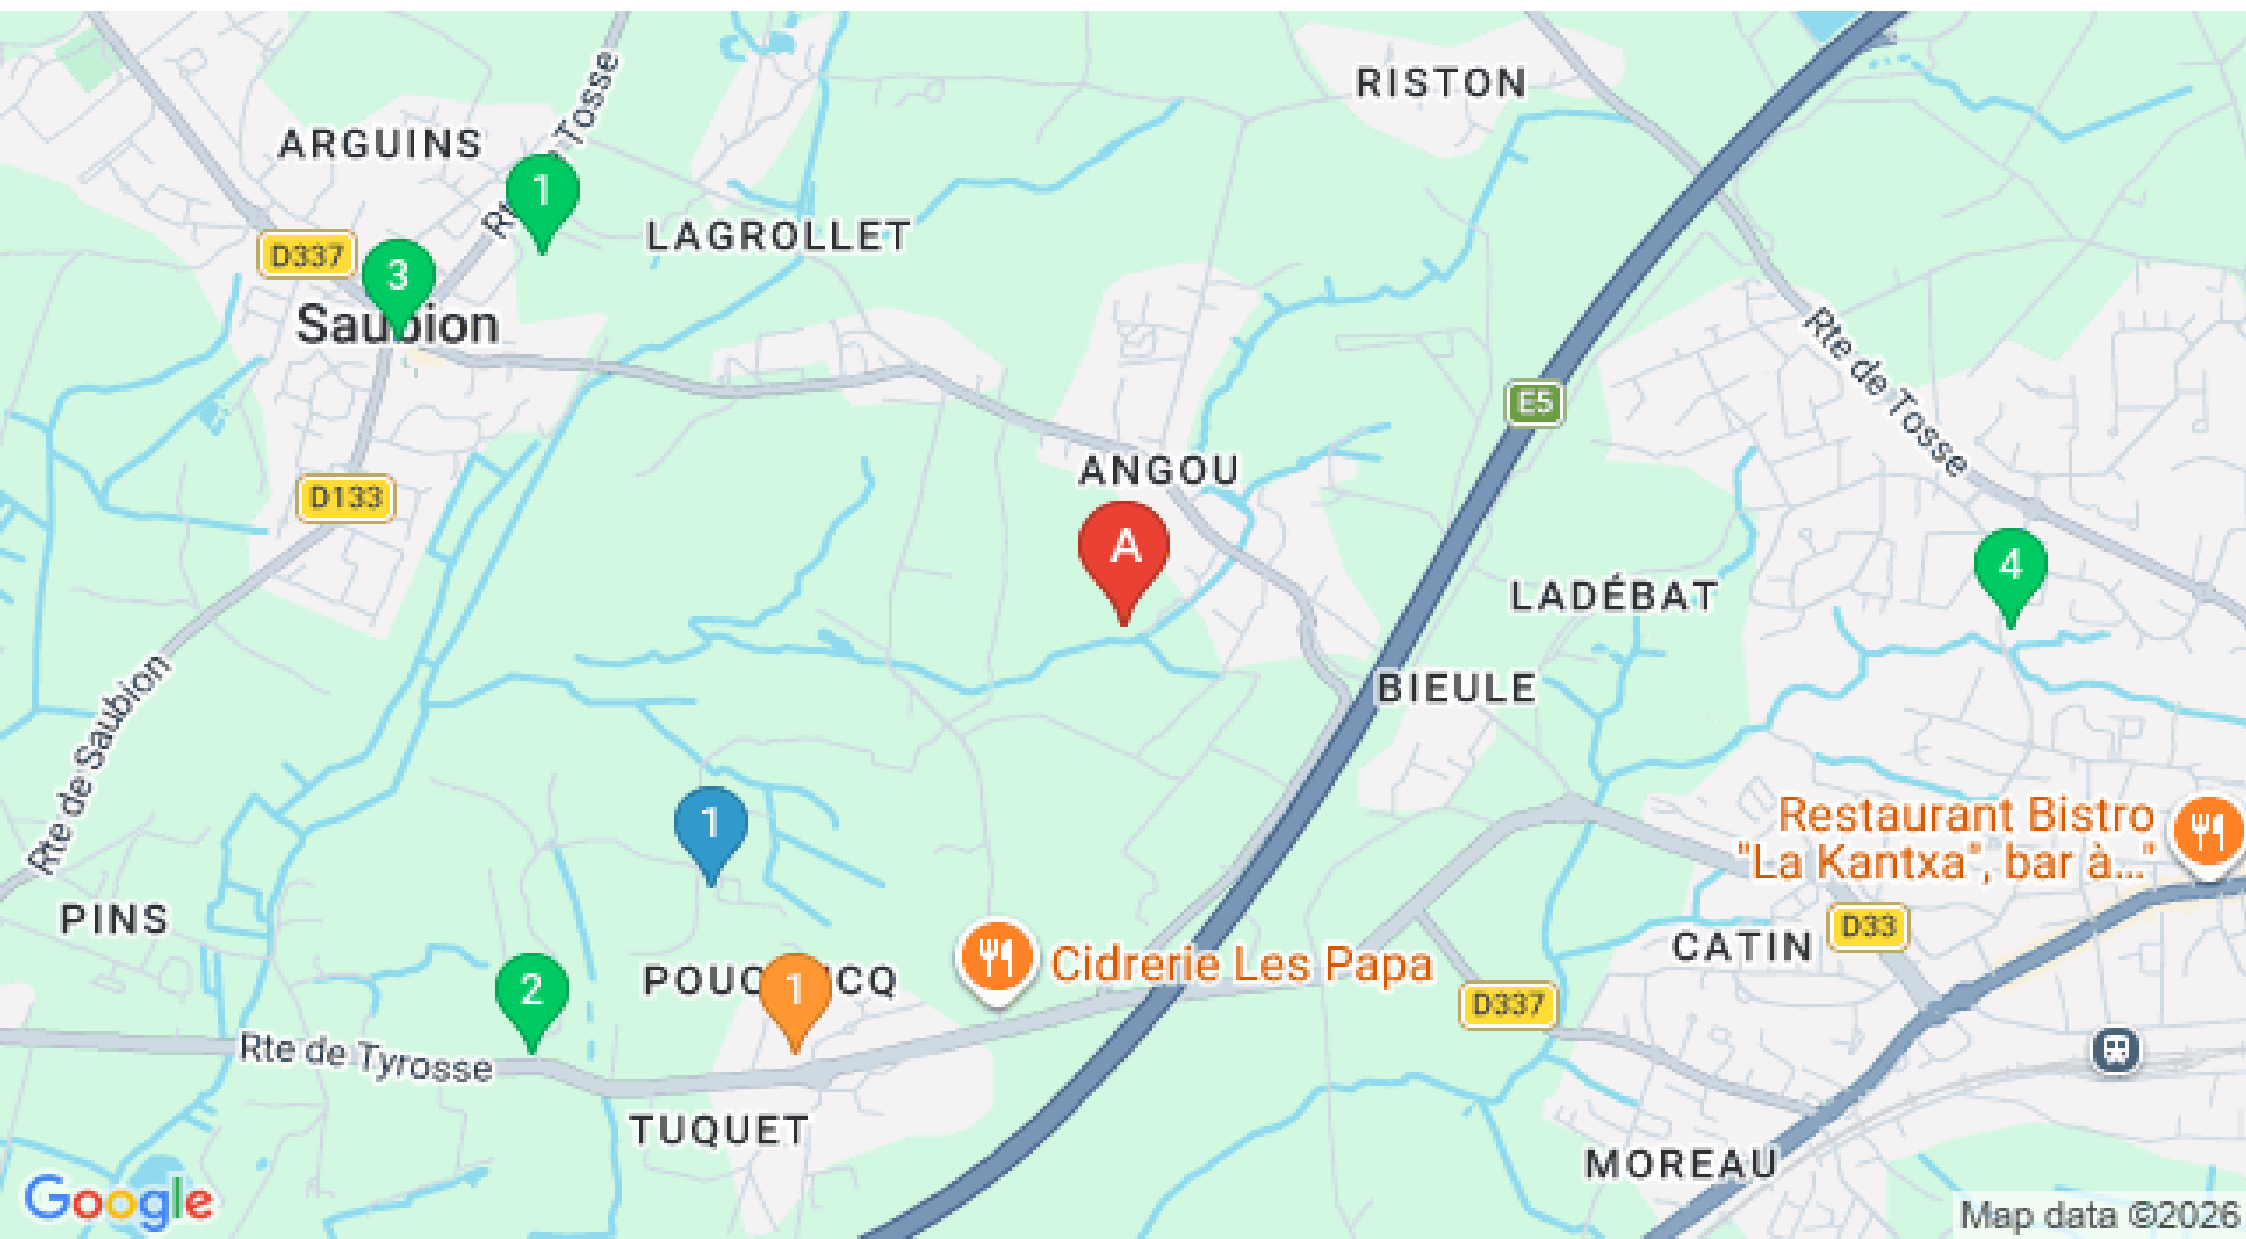 RISTON
Rte de Tosse
ARGUINS
1
LAGROLLET
D337
3
Saubion
E5
Rte de Tosse
ANGOU
D133
A
4
LADÉBAT
BIEULE
Rte de Saubion
1
Restaurant Bistro
"La Kantxa", bar à..."
PINS
D33
CATIN
Cidrerie Les Papa
2
1
D337
Rte de Tyrosse
TUQUET
MOREAU
Google
Map data ©2026